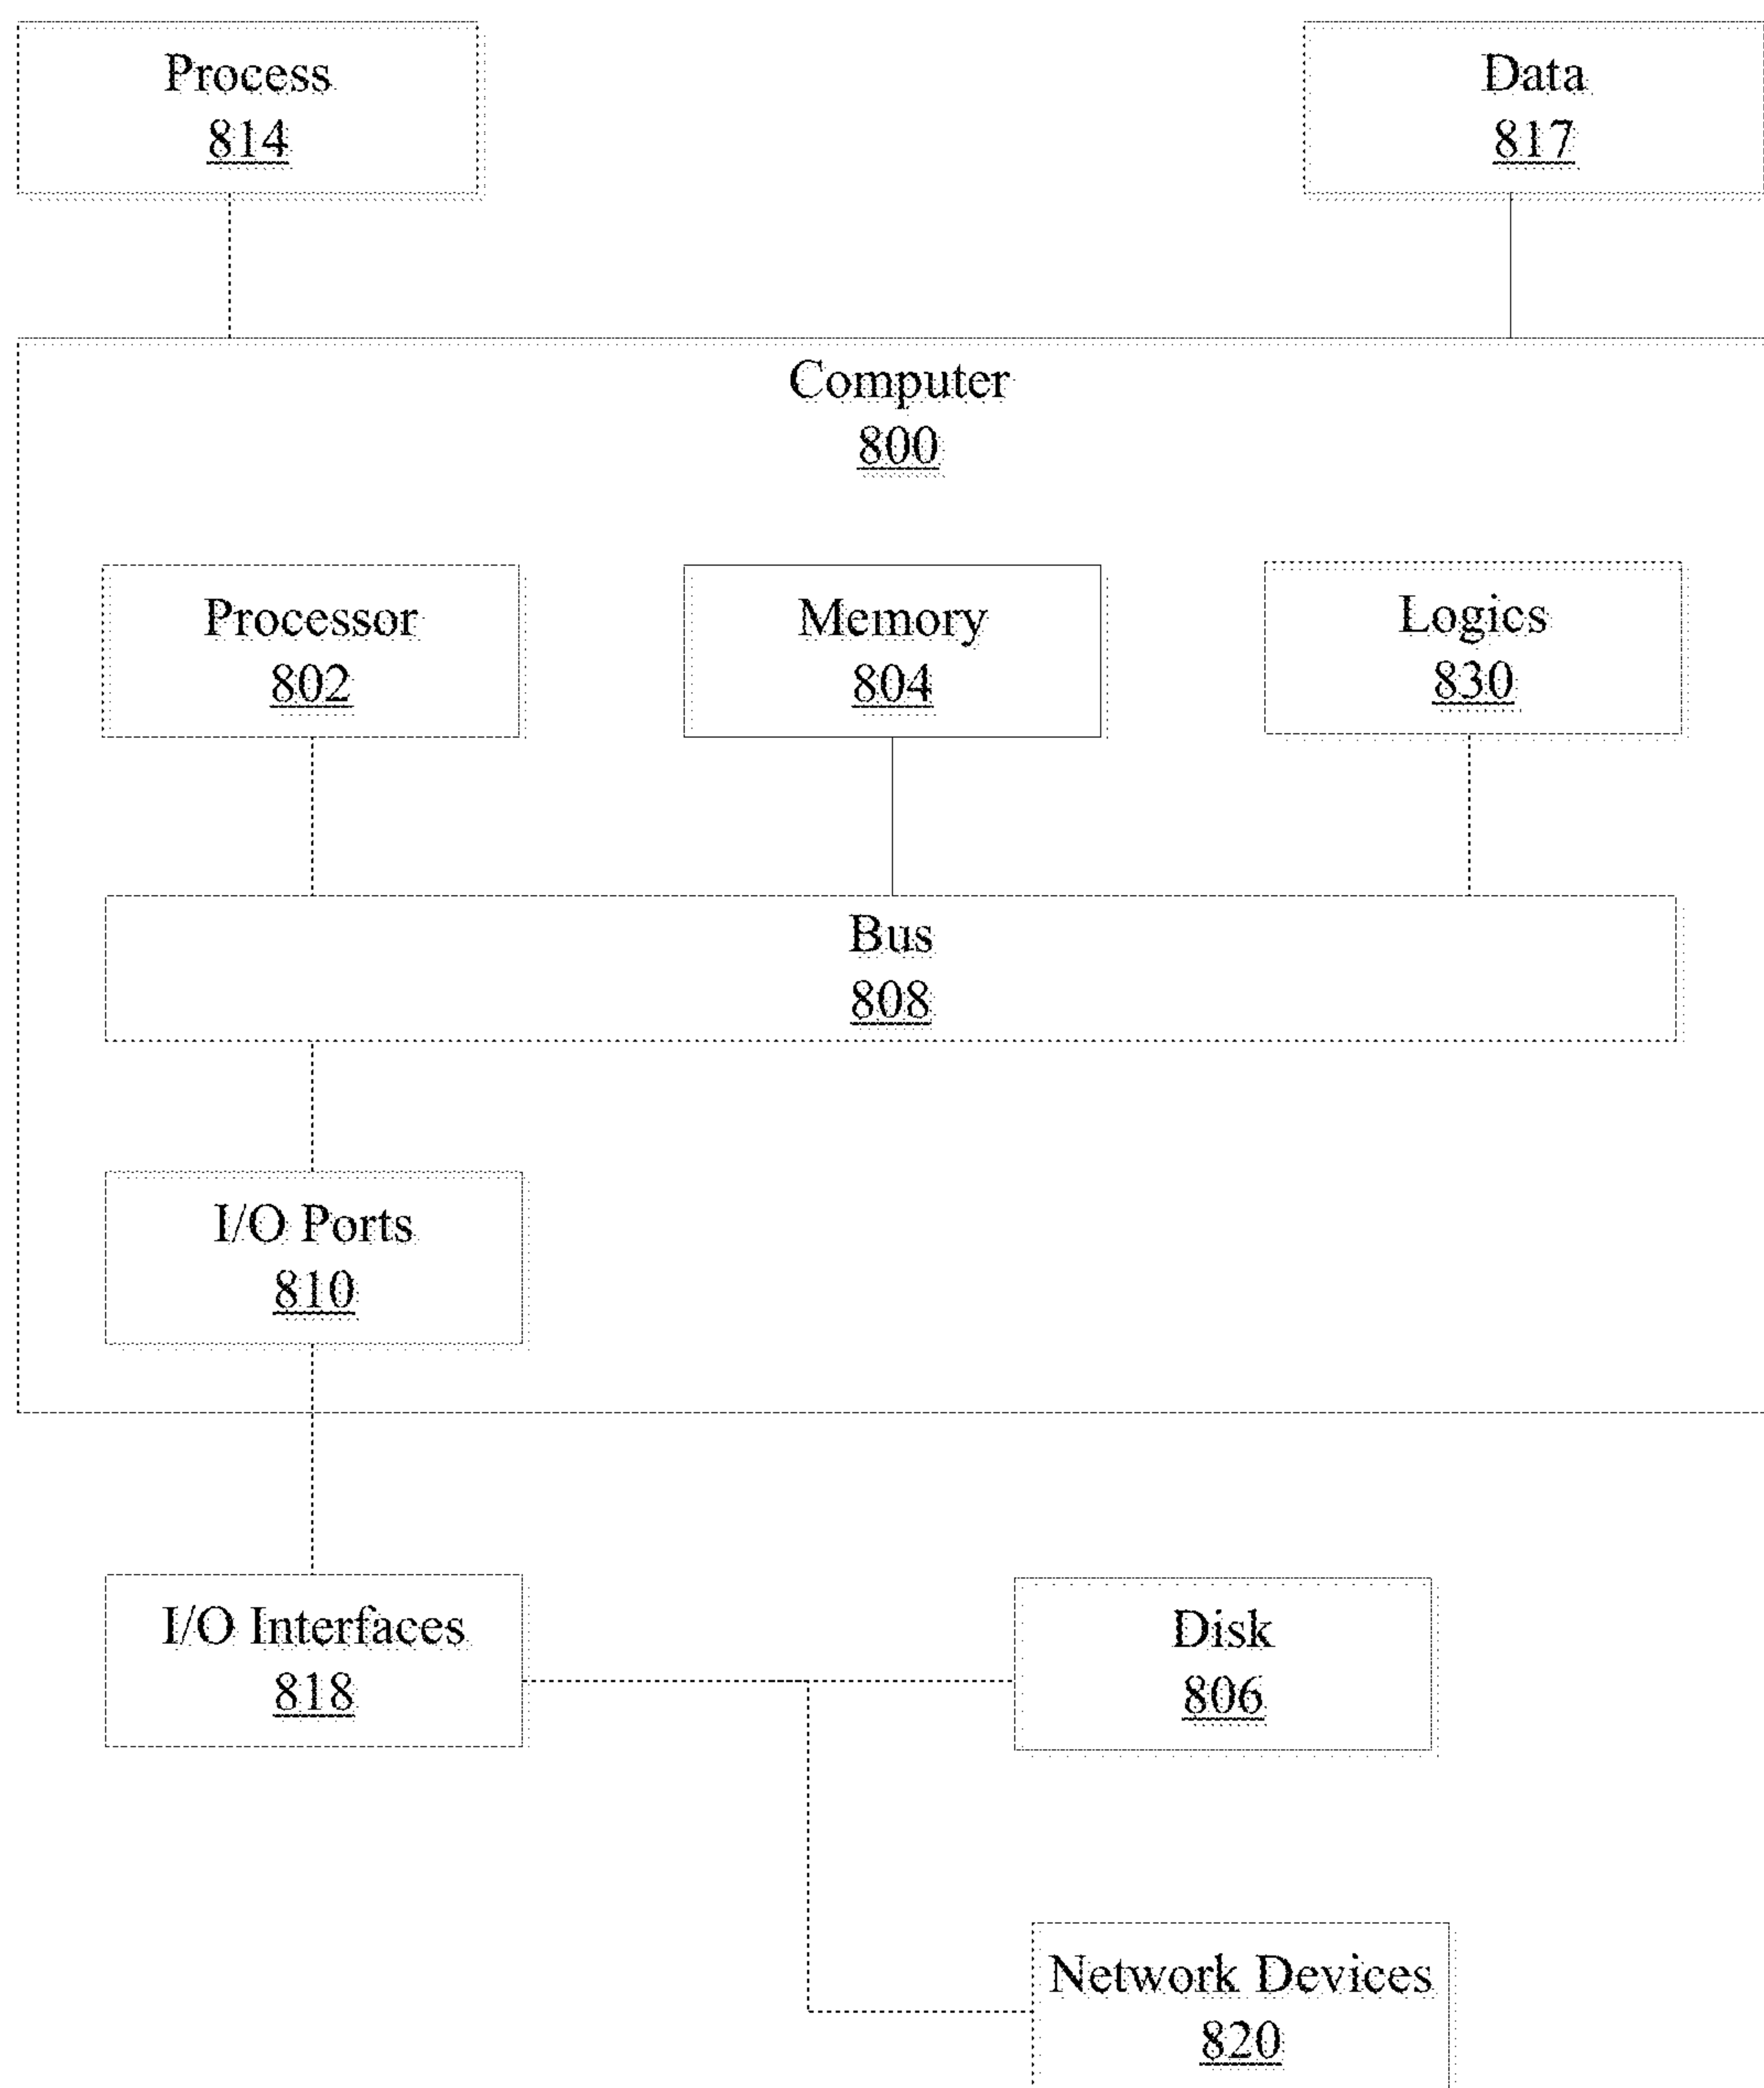 Process
814
Data
817
Computer
800
Processor
802
Memory
804
Logics
830
Bus
808
I/O Ports
810
I/O Interfaces
818
Disk
806
Network Devices
820